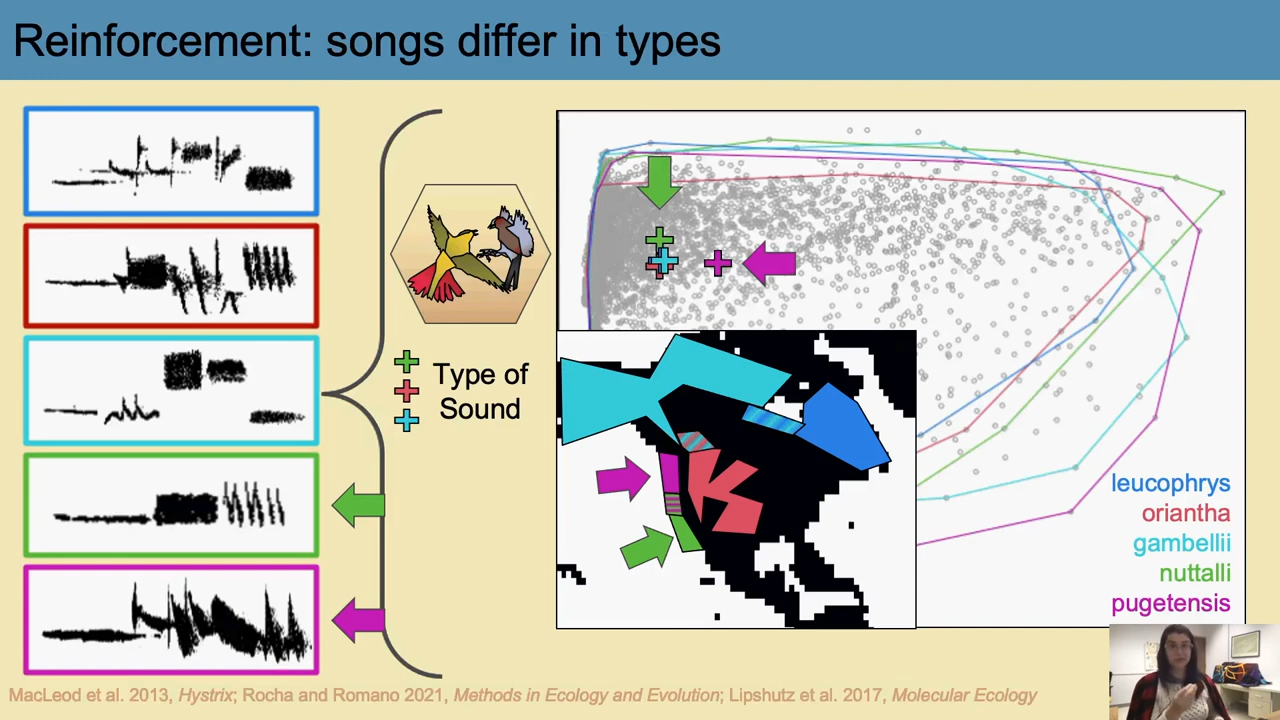 Reinforcement: songs differ in types
Type of
Sound
leucophrys
oriantha
gambellii
nuttalli
pugetensis
MacLeod et al. 2013, Hystrix; Rocha and Romano 2021, Methods in Ecology and Evolution; Lipshutz et al. 2017, Molecular Ecology